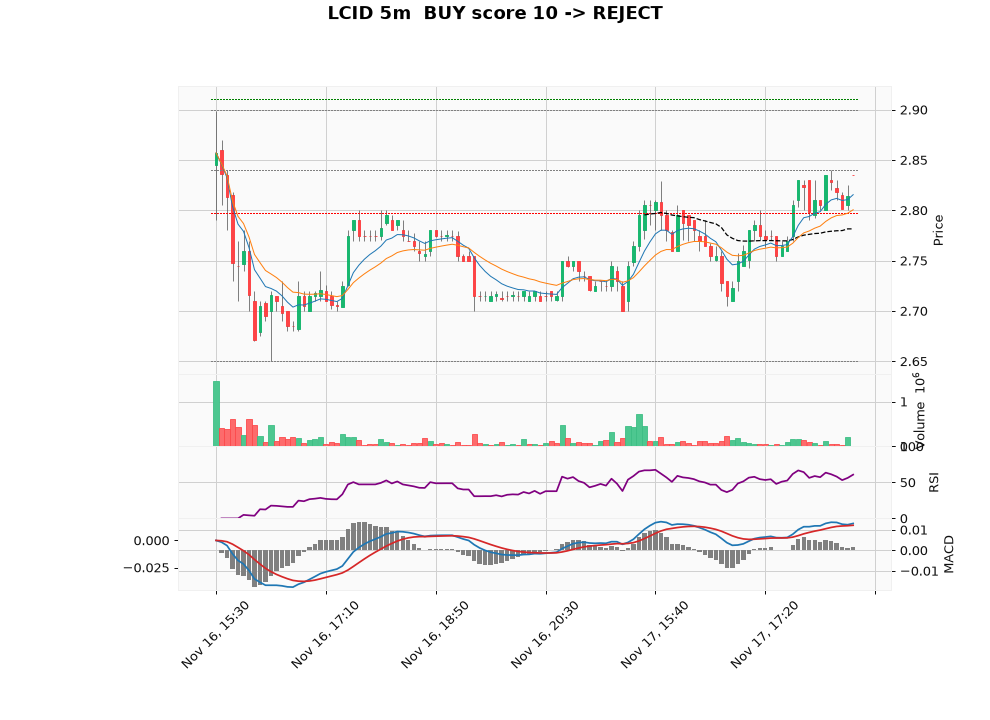 LCID 5m  BUY score 10 -> REJECT
2.90
2.85
2.80
2.75
2.70
2.65
Price
1
Volume 10⁶
100
50
0
RSI
0.000
−0.025
0.01
0.00
−0.01
MACD
Nov 16, 15:30
Nov 16, 17:10
Nov 16, 18:50
Nov 16, 20:30
Nov 17, 15:40
Nov 17, 17:20